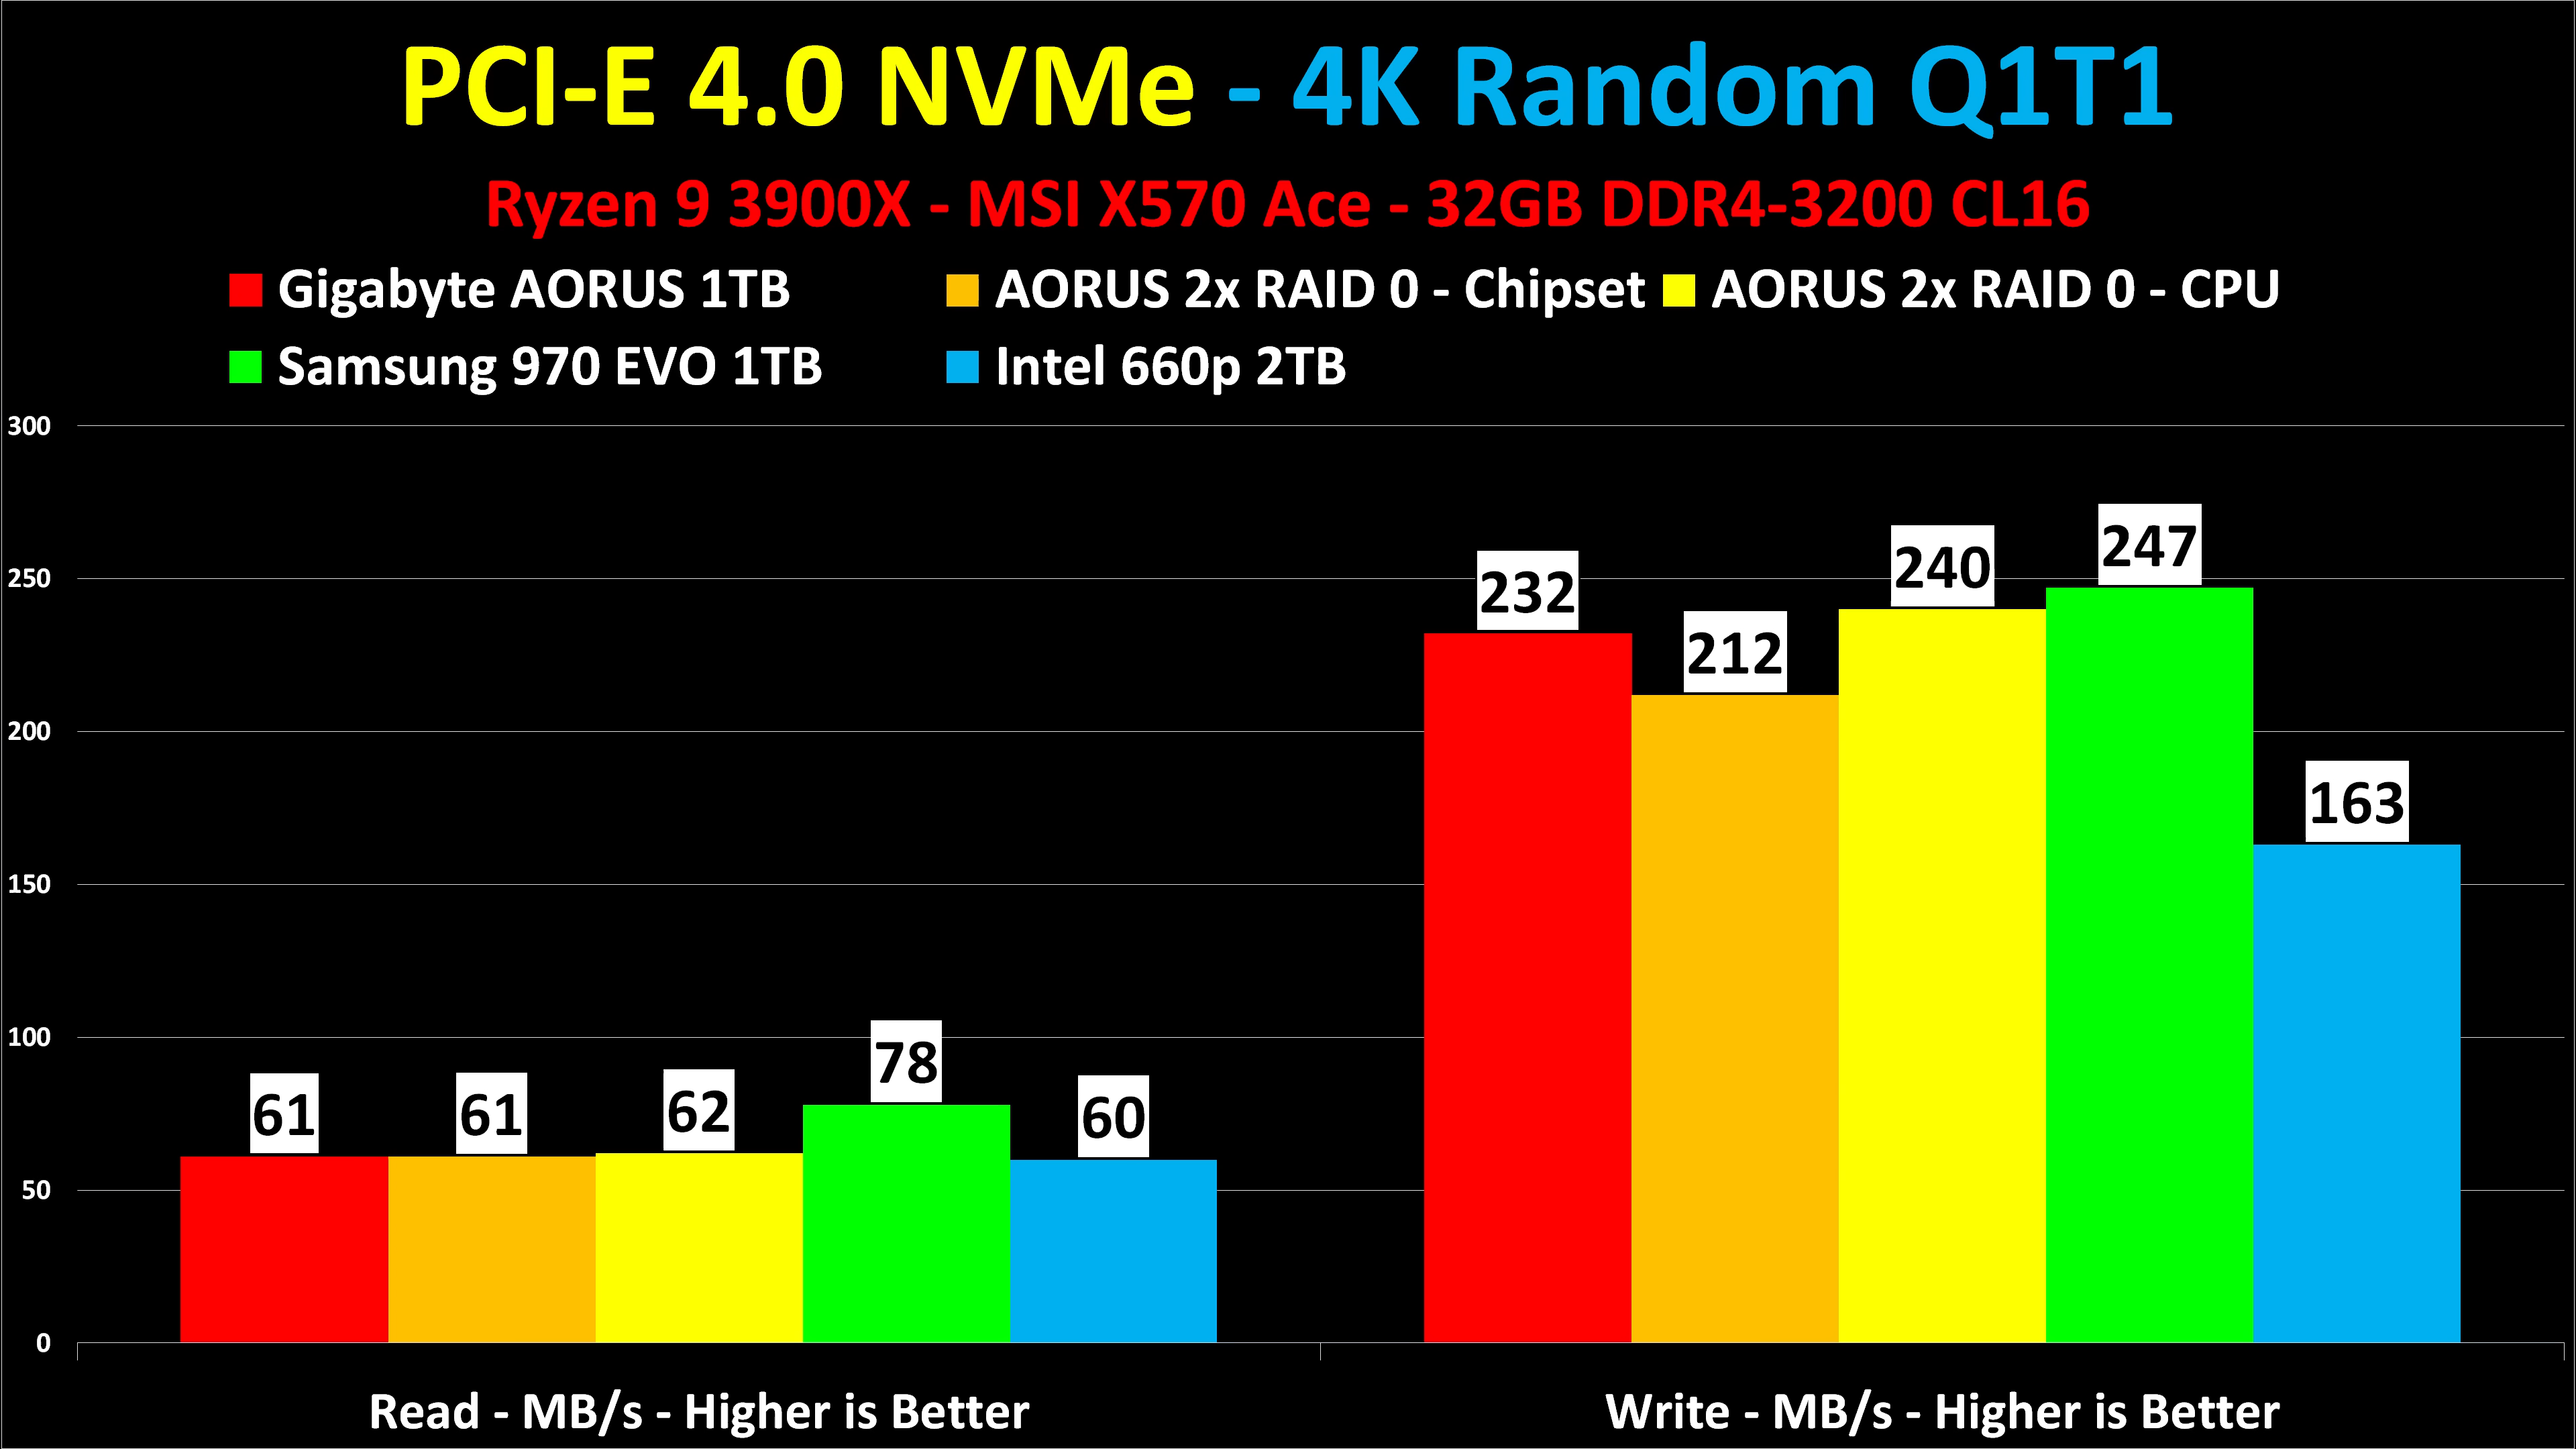 PCI-E 4.0 NVMe - 4K Random Q1T1
Ryzen 9 3900X - MSI X570 Ace - 32GB DDR4-3200 CL16
Gigabyte AORUS 1TB AORUS 2x RAID 0 - Chipset AORUS 2x RAID 0 - CPU
Samsung 970 EVO 1TB Intel 660p 2TB
300
250
200
150
100
50
0
61 61 62 78 60
232 212 240 247 163
Read - MB/s - Higher is Better
Write - MB/s - Higher is Better